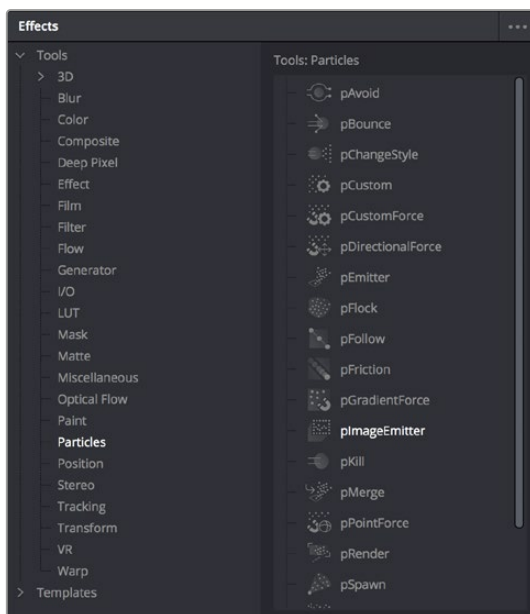 Effects
Tools
3D
Blur
Color
Composite
Deep Pixel
Effect
Film
Filter
Flow
Generator
I/O
LUT
Mask
Matte
Miscellaneous
Optical Flow
Paint
Particles
Position
Stereo
Tracking
Transform
VR
Warp
Templates
Tools: Particles
pAvoid
pBounce
pChangeStyle
pCustom
pCustomForce
pDirectionalForce
pEmitter
pFlock
pFollow
pFriction
pGradientForce
pImageEmitter
pKill
pMerge
pPointForce
pRender
pSpawn